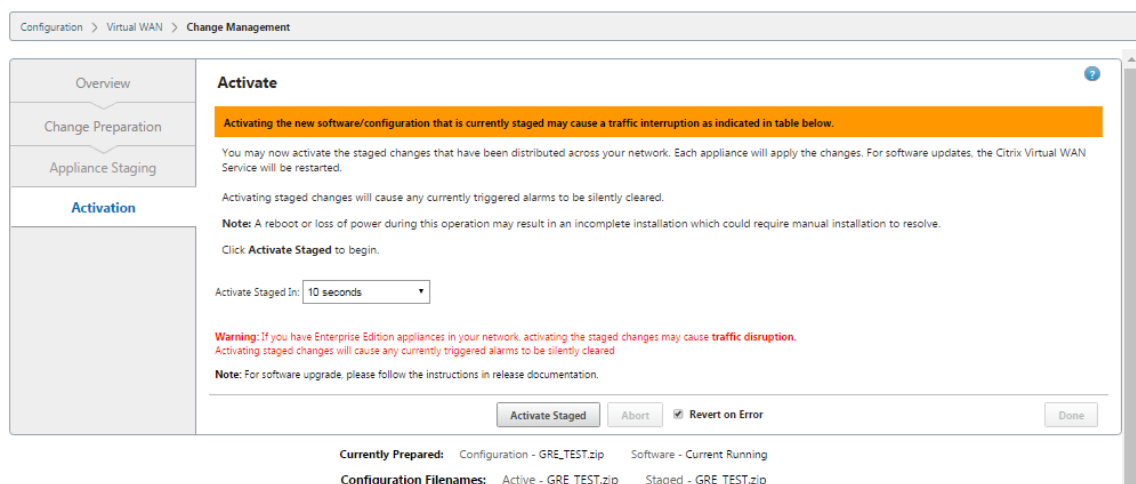 Configuration > Virtual WAN > Change Management
Overview
Change Preparation
Appliance Staging
Activation
Activate
?
Activating the new software/configuration that is currently staged may cause a traffic interruption as indicated in table below.
You may now activate the staged changes that have been distributed across your network. Each appliance will apply the changes. For software updates, the Citrix Virtual WAN
Service will be restarted.
Activating staged changes will cause any currently triggered alarms to be silently cleared.
Note: A reboot or loss of power during this operation may result in an incomplete installation which could require manual installation to resolve.
Click Activate Staged to begin.
Activate Staged In: 10 seconds
Warning: If you have Enterprise Edition appliances in your network, activating the staged changes may cause traffic disruption.
Activating staged changes will cause any currently triggered alarms to be silently cleared
Note: For software upgrade, please follow the instructions in release documentation.
Activate Staged Abort Revert on Error Done
Currently Prepared: Configuration - GRE_TEST.zip Software - Current Running
Configuration Filenames: Active - GRE_TEST.zip Staged - GRE_TEST.zip